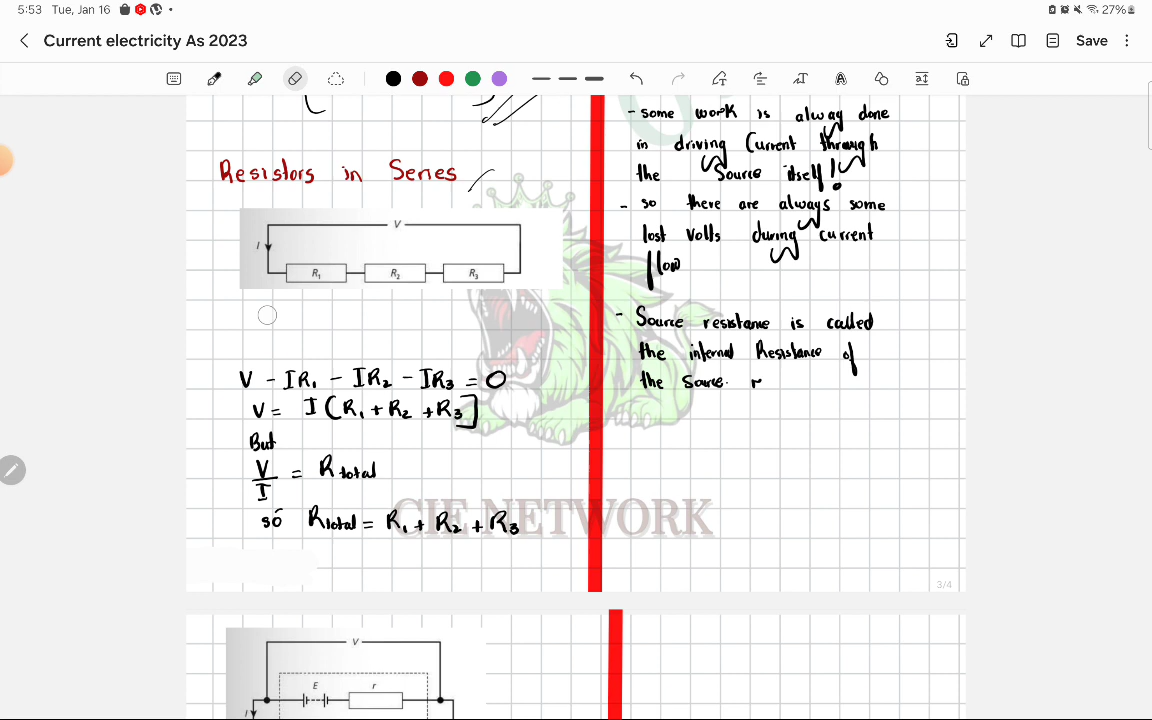 5:53 Tue, Jan 16
27%
Current electricity As 2023
Save
Resistors in Series
V
I
R₁ R₂ R₃
V - IR₁ - IR₂ - IR₃ = 0
V = I(R₁ + R₂ + R₃]
But
V/I = Rtotal
so Rtotal = R₁ + R₂ + R₃
- some work is alway done
in driving Current through
the Source itself!
- so there are always some
lost Volts during current
flow
- Source resistance is called
the internal Resistance of
the Source. r
CIE NETWORK
3/4
V
E r
I